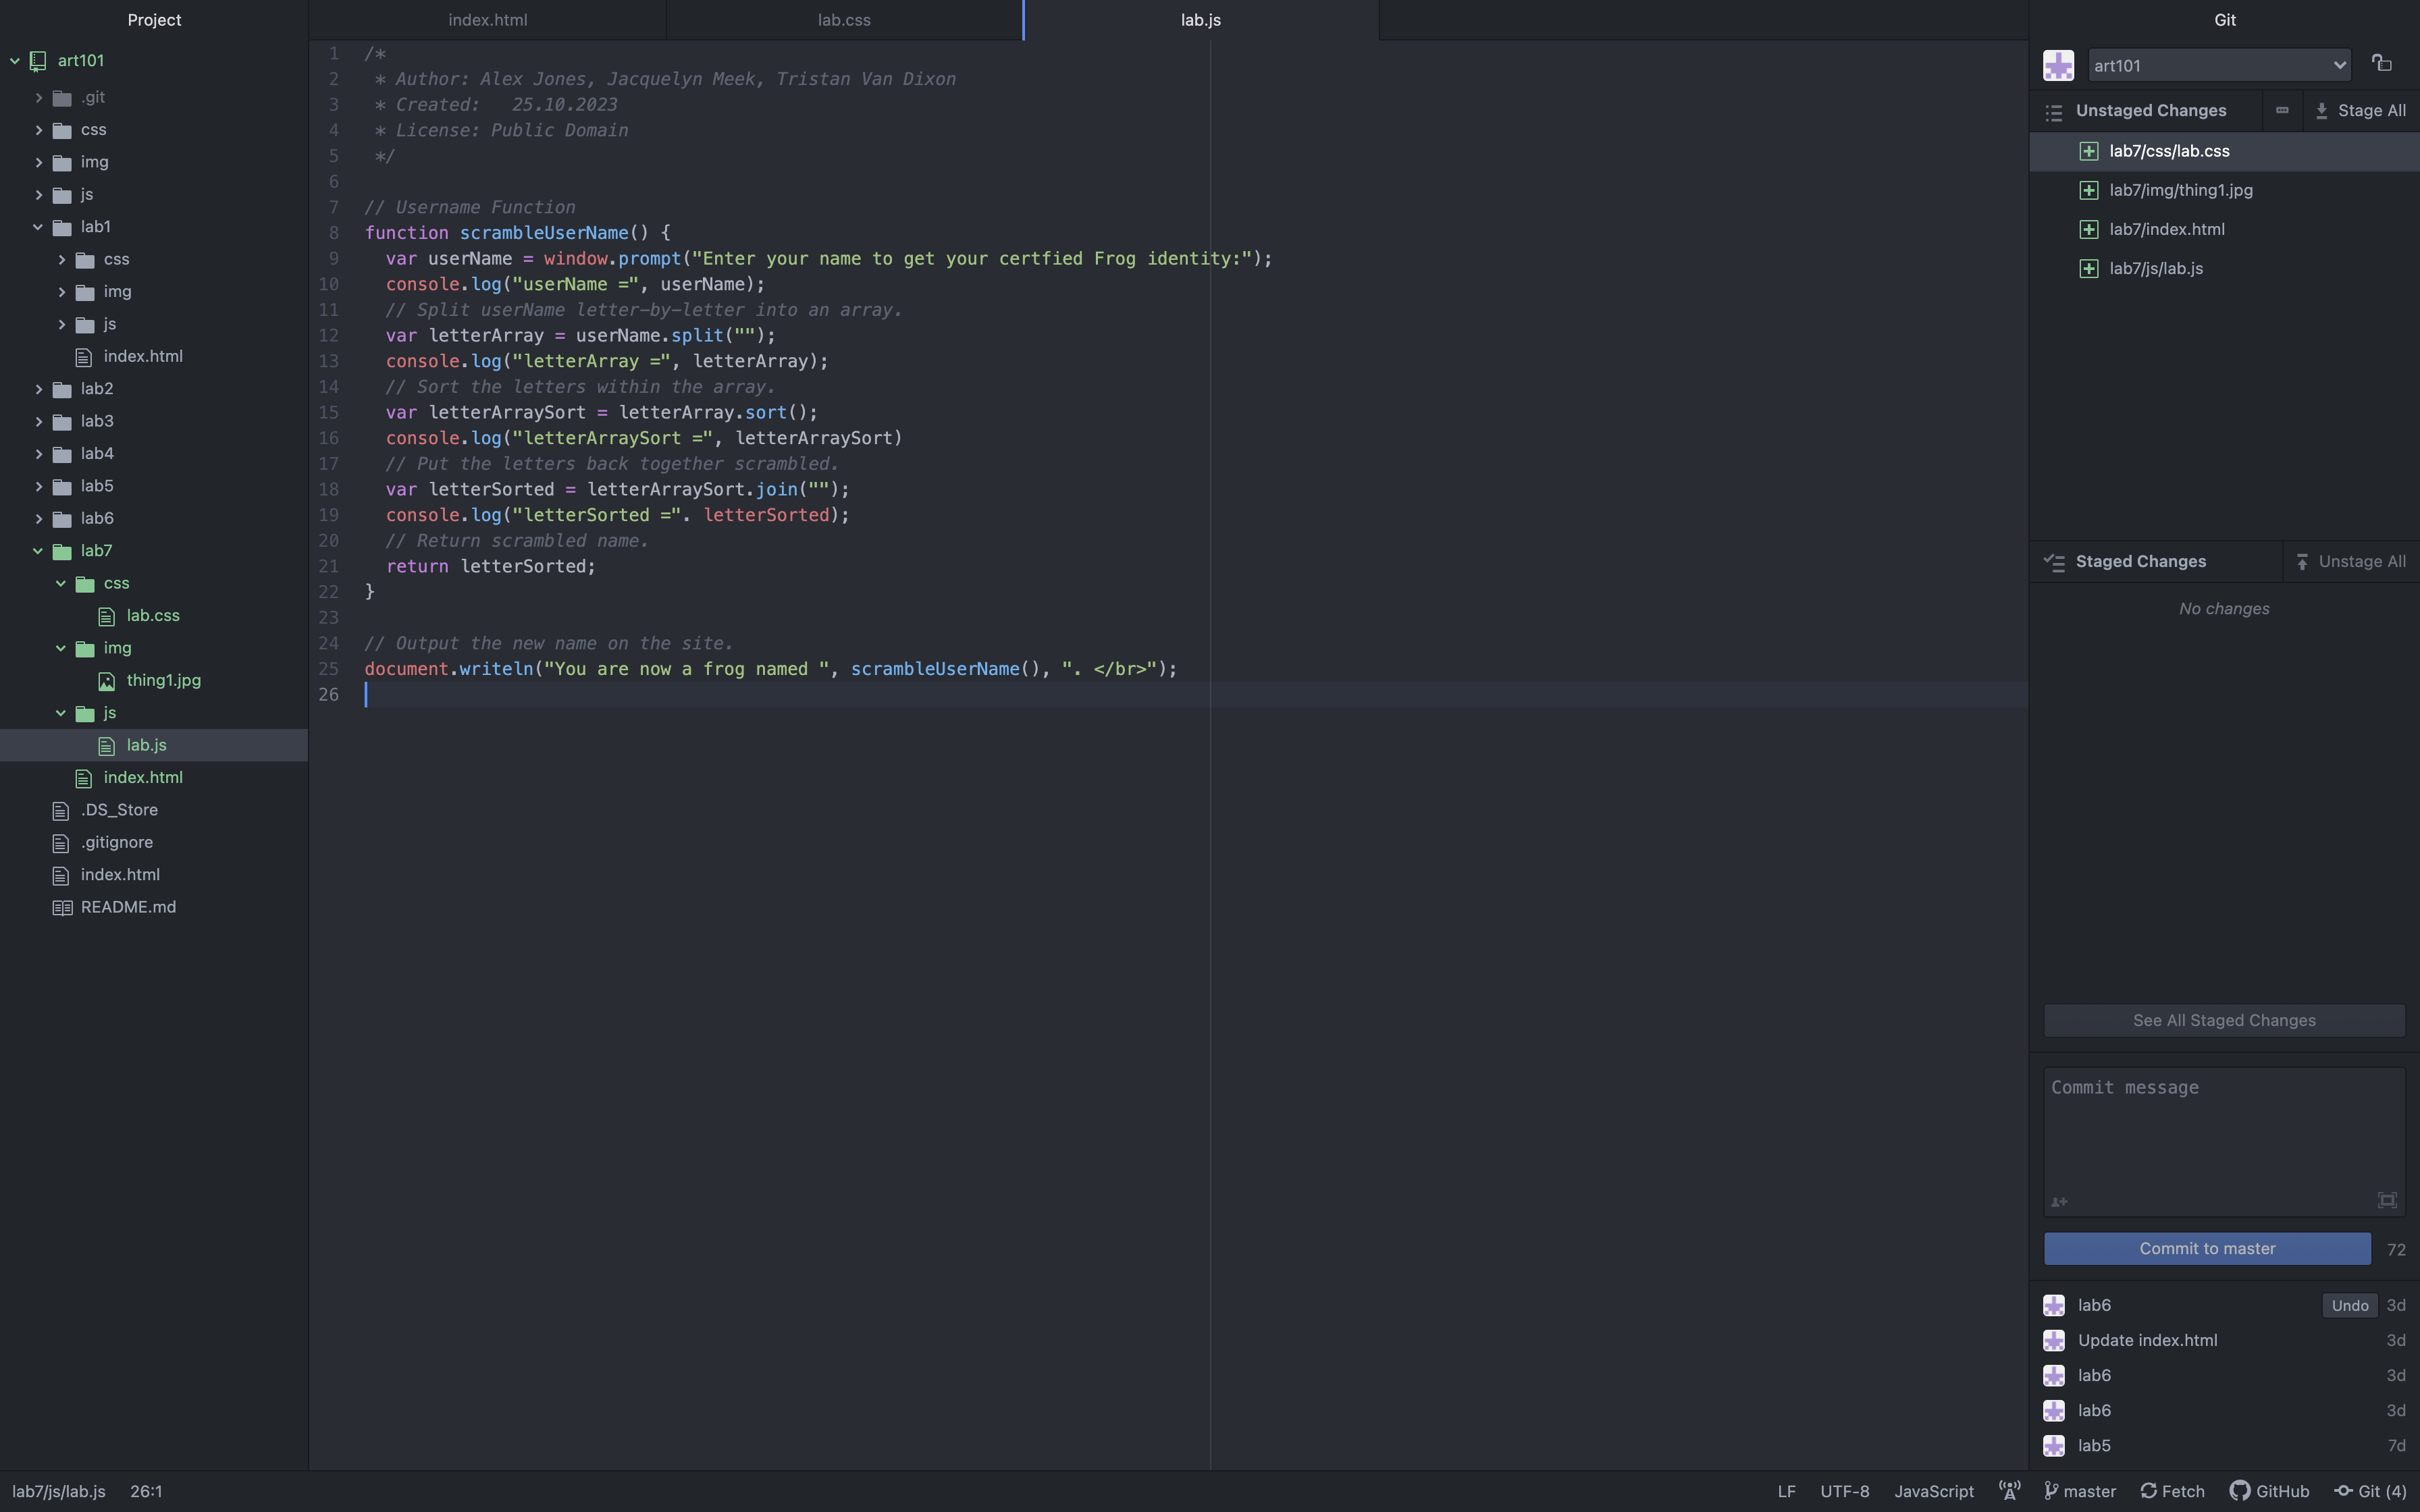 Project
art101
.git
css
img
js
lab1
css
img
js
index.html
lab2
lab3
lab4
lab5
lab6
lab7
css
lab.css
img
thing1.jpg
js
lab.js
index.html
.DS_Store
.gitignore
index.html
README.md
index.html lab.css lab.js
1 /*
2 * Author: Alex Jones, Jacquelyn Meek, Tristan Van Dixon
3 * Created:   25.10.2023
4 * License: Public Domain
5 */
6
7 // Username Function
8 function scrambleUserName() {
9   var userName = window.prompt("Enter your name to get your certfied Frog identity:");
10   console.log("userName =", userName);
11   // Split userName letter-by-letter into an array.
12   var letterArray = userName.split("");
13   console.log("letterArray =", letterArray);
14   // Sort the letters within the array.
15   var letterArraySort = letterArray.sort();
16   console.log("letterArraySort =", letterArraySort)
17   // Put the letters back together scrambled.
18   var letterSorted = letterArraySort.join("");
19   console.log("letterSorted =". letterSorted);
20   // Return scrambled name.
21   return letterSorted;
22 }
23
24 // Output the new name on the site.
25 document.writeln("You are now a frog named ", scrambleUserName(), ". </br>");
26
Git
art101
Unstaged Changes Stage All
lab7/css/lab.css
lab7/img/thing1.jpg
lab7/index.html
lab7/js/lab.js
Staged Changes Unstage All
No changes
See All Staged Changes
Commit message
Commit to master 72
lab6 Undo 3d
Update index.html 3d
lab6 3d
lab6 3d
lab5 7d
lab7/js/lab.js 26:1 LF UTF-8 JavaScript master Fetch GitHub Git (4)